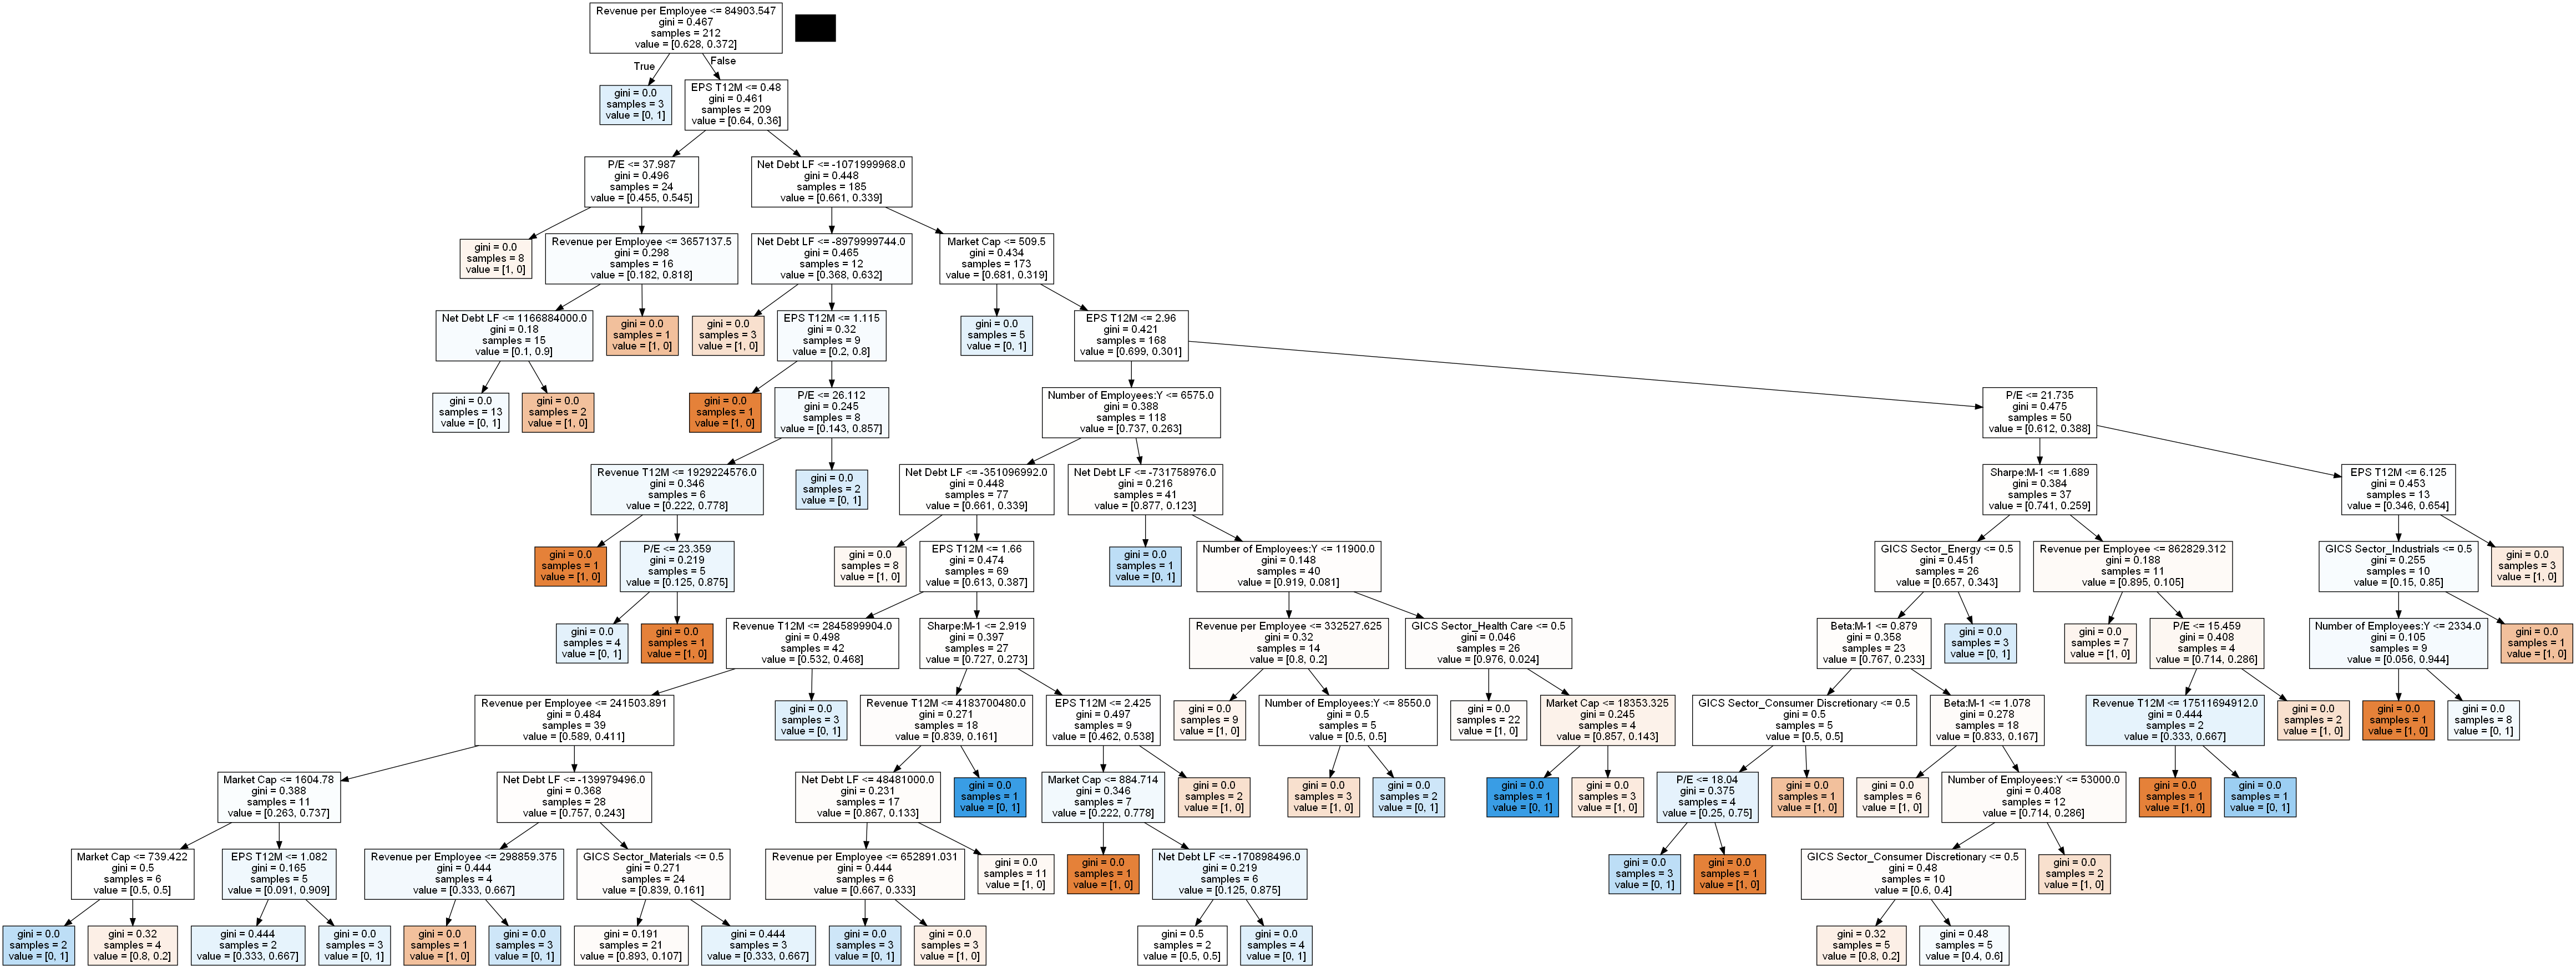 Revenue per Employee <= 84903.547
gini = 0.467
samples = 212
value = [0.628, 0.372]
True
False
gini = 0.0
samples = 3
value = [0, 1]
EPS T12M <= 0.48
gini = 0.461
samples = 209
value = [0.64, 0.36]
P/E <= 37.987
gini = 0.496
samples = 24
value = [0.455, 0.545]
Net Debt LF <= -1071999968.0
gini = 0.448
samples = 185
value = [0.661, 0.339]
gini = 0.0
samples = 8
value = [1, 0]
Revenue per Employee <= 3657137.5
gini = 0.298
samples = 16
value = [0.182, 0.818]
Net Debt LF <= -8979999744.0
gini = 0.465
samples = 12
value = [0.368, 0.632]
Market Cap <= 509.5
gini = 0.434
samples = 173
value = [0.681, 0.319]
Net Debt LF <= 1166884000.0
gini = 0.18
samples = 15
value = [0.1, 0.9]
gini = 0.0
samples = 1
value = [1, 0]
gini = 0.0
samples = 3
value = [1, 0]
EPS T12M <= 1.115
gini = 0.32
samples = 9
value = [0.2, 0.8]
gini = 0.0
samples = 5
value = [0, 1]
EPS T12M <= 2.96
gini = 0.421
samples = 168
value = [0.699, 0.301]
gini = 0.0
samples = 13
value = [0, 1]
gini = 0.0
samples = 2
value = [1, 0]
gini = 0.0
samples = 1
value = [1, 0]
P/E <= 26.112
gini = 0.245
samples = 8
value = [0.143, 0.857]
Number of Employees:Y <= 6575.0
gini = 0.388
samples = 118
value = [0.737, 0.263]
P/E <= 21.735
gini = 0.475
samples = 50
value = [0.612, 0.388]
Revenue T12M <= 1929224576.0
gini = 0.346
samples = 6
value = [0.222, 0.778]
gini = 0.0
samples = 2
value = [0, 1]
Net Debt LF <= -351096992.0
gini = 0.448
samples = 77
value = [0.661, 0.339]
Net Debt LF <= -731758976.0
gini = 0.216
samples = 41
value = [0.877, 0.123]
Sharpe:M-1 <= 1.689
gini = 0.384
samples = 37
value = [0.741, 0.259]
EPS T12M <= 6.125
gini = 0.453
samples = 13
value = [0.346, 0.654]
gini = 0.0
samples = 1
value = [1, 0]
P/E <= 23.359
gini = 0.219
samples = 5
value = [0.125, 0.875]
gini = 0.0
samples = 8
value = [1, 0]
EPS T12M <= 1.66
gini = 0.474
samples = 69
value = [0.613, 0.387]
gini = 0.0
samples = 1
value = [0, 1]
Number of Employees:Y <= 11900.0
gini = 0.148
samples = 40
value = [0.919, 0.081]
GICS Sector_Energy <= 0.5
gini = 0.451
samples = 26
value = [0.657, 0.343]
Revenue per Employee <= 862829.312
gini = 0.188
samples = 11
value = [0.895, 0.105]
GICS Sector_Industrials <= 0.5
gini = 0.255
samples = 10
value = [0.15, 0.85]
gini = 0.0
samples = 3
value = [1, 0]
gini = 0.0
samples = 4
value = [0, 1]
gini = 0.0
samples = 1
value = [1, 0]
Revenue T12M <= 2845899904.0
gini = 0.498
samples = 42
value = [0.532, 0.468]
Sharpe:M-1 <= 2.919
gini = 0.397
samples = 27
value = [0.727, 0.273]
Revenue per Employee <= 332527.625
gini = 0.32
samples = 14
value = [0.8, 0.2]
GICS Sector_Health Care <= 0.5
gini = 0.046
samples = 26
value = [0.976, 0.024]
Beta:M-1 <= 0.879
gini = 0.358
samples = 23
value = [0.767, 0.233]
gini = 0.0
samples = 3
value = [0, 1]
gini = 0.0
samples = 7
value = [1, 0]
P/E <= 15.459
gini = 0.408
samples = 4
value = [0.714, 0.286]
Number of Employees:Y <= 2334.0
gini = 0.105
samples = 9
value = [0.056, 0.944]
gini = 0.0
samples = 1
value = [1, 0]
Revenue per Employee <= 241503.891
gini = 0.484
samples = 39
value = [0.589, 0.411]
gini = 0.0
samples = 3
value = [0, 1]
Revenue T12M <= 4183700480.0
gini = 0.271
samples = 18
value = [0.839, 0.161]
EPS T12M <= 2.425
gini = 0.497
samples = 9
value = [0.462, 0.538]
gini = 0.0
samples = 9
value = [1, 0]
Number of Employees:Y <= 8550.0
gini = 0.5
samples = 5
value = [0.5, 0.5]
gini = 0.0
samples = 22
value = [1, 0]
Market Cap <= 18353.325
gini = 0.245
samples = 4
value = [0.857, 0.143]
GICS Sector_Consumer Discretionary <= 0.5
gini = 0.5
samples = 5
value = [0.5, 0.5]
Beta:M-1 <= 1.078
gini = 0.278
samples = 18
value = [0.833, 0.167]
Revenue T12M <= 17511694912.0
gini = 0.444
samples = 2
value = [0.333, 0.667]
gini = 0.0
samples = 2
value = [1, 0]
gini = 0.0
samples = 1
value = [1, 0]
gini = 0.0
samples = 8
value = [0, 1]
Market Cap <= 1604.78
gini = 0.388
samples = 11
value = [0.263, 0.737]
Net Debt LF <= -139979496.0
gini = 0.368
samples = 28
value = [0.757, 0.243]
Net Debt LF <= 48481000.0
gini = 0.231
samples = 17
value = [0.867, 0.133]
gini = 0.0
samples = 1
value = [0, 1]
Market Cap <= 884.714
gini = 0.346
samples = 7
value = [0.222, 0.778]
gini = 0.0
samples = 2
value = [1, 0]
gini = 0.0
samples = 3
value = [1, 0]
gini = 0.0
samples = 2
value = [0, 1]
gini = 0.0
samples = 1
value = [0, 1]
gini = 0.0
samples = 3
value = [1, 0]
P/E <= 18.04
gini = 0.375
samples = 4
value = [0.25, 0.75]
gini = 0.0
samples = 1
value = [1, 0]
gini = 0.0
samples = 6
value = [1, 0]
Number of Employees:Y <= 53000.0
gini = 0.408
samples = 12
value = [0.714, 0.286]
gini = 0.0
samples = 1
value = [1, 0]
gini = 0.0
samples = 1
value = [0, 1]
Market Cap <= 739.422
gini = 0.5
samples = 6
value = [0.5, 0.5]
EPS T12M <= 1.082
gini = 0.165
samples = 5
value = [0.091, 0.909]
Revenue per Employee <= 298859.375
gini = 0.444
samples = 4
value = [0.333, 0.667]
GICS Sector_Materials <= 0.5
gini = 0.271
samples = 24
value = [0.839, 0.161]
Revenue per Employee <= 652891.031
gini = 0.444
samples = 6
value = [0.667, 0.333]
gini = 0.0
samples = 11
value = [1, 0]
gini = 0.0
samples = 1
value = [1, 0]
Net Debt LF <= -170898496.0
gini = 0.219
samples = 6
value = [0.125, 0.875]
gini = 0.0
samples = 3
value = [0, 1]
gini = 0.0
samples = 1
value = [1, 0]
GICS Sector_Consumer Discretionary <= 0.5
gini = 0.48
samples = 10
value = [0.6, 0.4]
gini = 0.0
samples = 2
value = [1, 0]
gini = 0.0
samples = 2
value = [0, 1]
gini = 0.32
samples = 4
value = [0.8, 0.2]
gini = 0.444
samples = 2
value = [0.333, 0.667]
gini = 0.0
samples = 3
value = [0, 1]
gini = 0.0
samples = 1
value = [1, 0]
gini = 0.0
samples = 3
value = [0, 1]
gini = 0.191
samples = 21
value = [0.893, 0.107]
gini = 0.444
samples = 3
value = [0.333, 0.667]
gini = 0.0
samples = 3
value = [0, 1]
gini = 0.0
samples = 3
value = [1, 0]
gini = 0.5
samples = 2
value = [0.5, 0.5]
gini = 0.0
samples = 4
value = [0, 1]
gini = 0.32
samples = 5
value = [0.8, 0.2]
gini = 0.48
samples = 5
value = [0.4, 0.6]